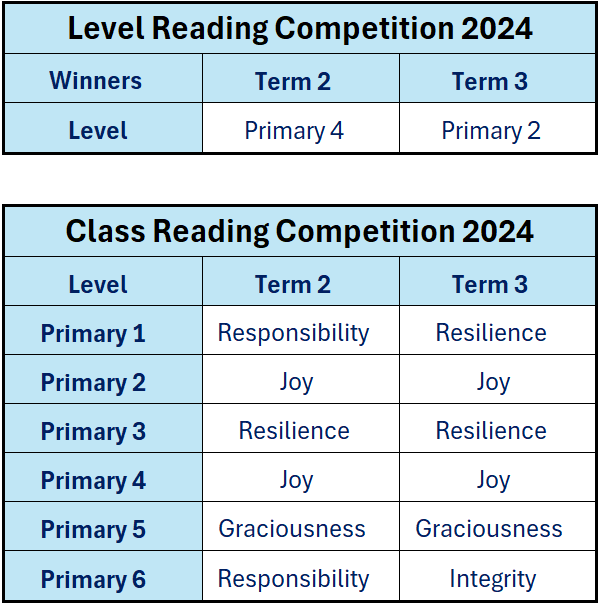 Level Reading Competition 2024
Winners Term 2 Term 3
Level Primary 4 Primary 2
Class Reading Competition 2024
Level Term 2 Term 3
Primary 1 Responsibility Resilience
Primary 2 Joy Joy
Primary 3 Resilience Resilience
Primary 4 Joy Joy
Primary 5 Graciousness Graciousness
Primary 6 Responsibility Integrity